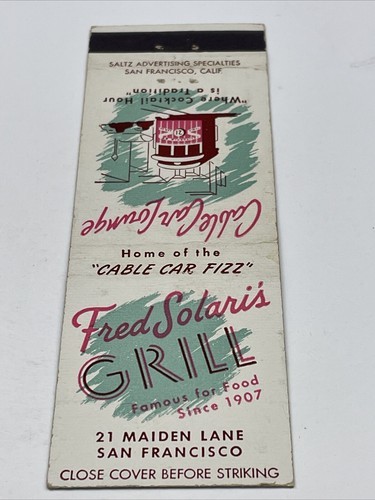 SALTZ ADVERTISING SPECIALTIES
SAN FRANCISCO, CALIF.
"Where Cocktail Hour
is a Tradition"
Cable Car Lounge
Home of the
"CABLE CAR FIZZ"
Fred Solari's
GRILL
Famous for Food
Since 1907
21 MAIDEN LANE
SAN FRANCISCO
CLOSE COVER BEFORE STRIKING